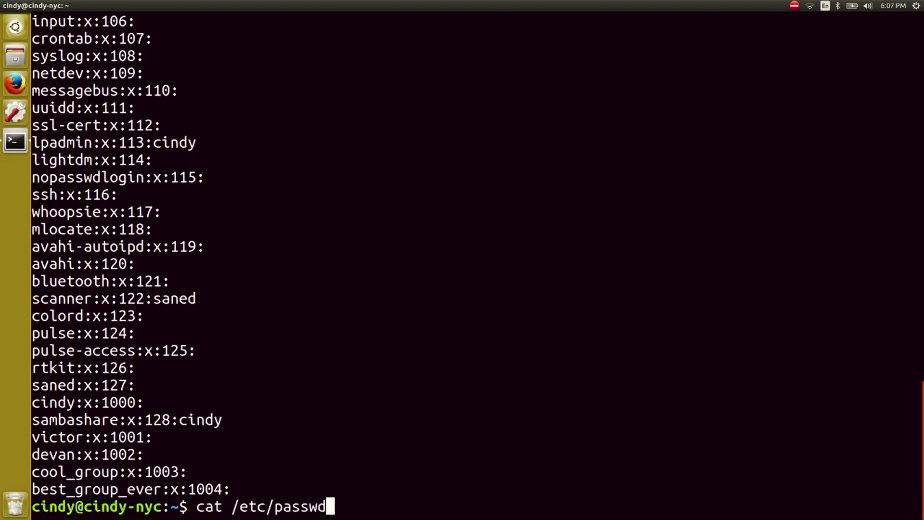 cindy@cindy-nyc: ~
En
6:07 PM
input:x:106:
crontab:x:107:
syslog:x:108:
netdev:x:109:
messagebus:x:110:
uuidd:x:111:
ssl-cert:x:112:
lpadmin:x:113:cindy
lightdm:x:114:
nopasswdlogin:x:115:
ssh:x:116:
whoopsie:x:117:
mlocate:x:118:
avahi-autoipd:x:119:
avahi:x:120:
bluetooth:x:121:
scanner:x:122:saned
colord:x:123:
pulse:x:124:
pulse-access:x:125:
rtkit:x:126:
saned:x:127:
cindy:x:1000:
sambashare:x:128:cindy
victor:x:1001:
devan:x:1002:
cool_group:x:1003:
best_group_ever:x:1004:
cindy@cindy-nyc:~$ cat /etc/passwd